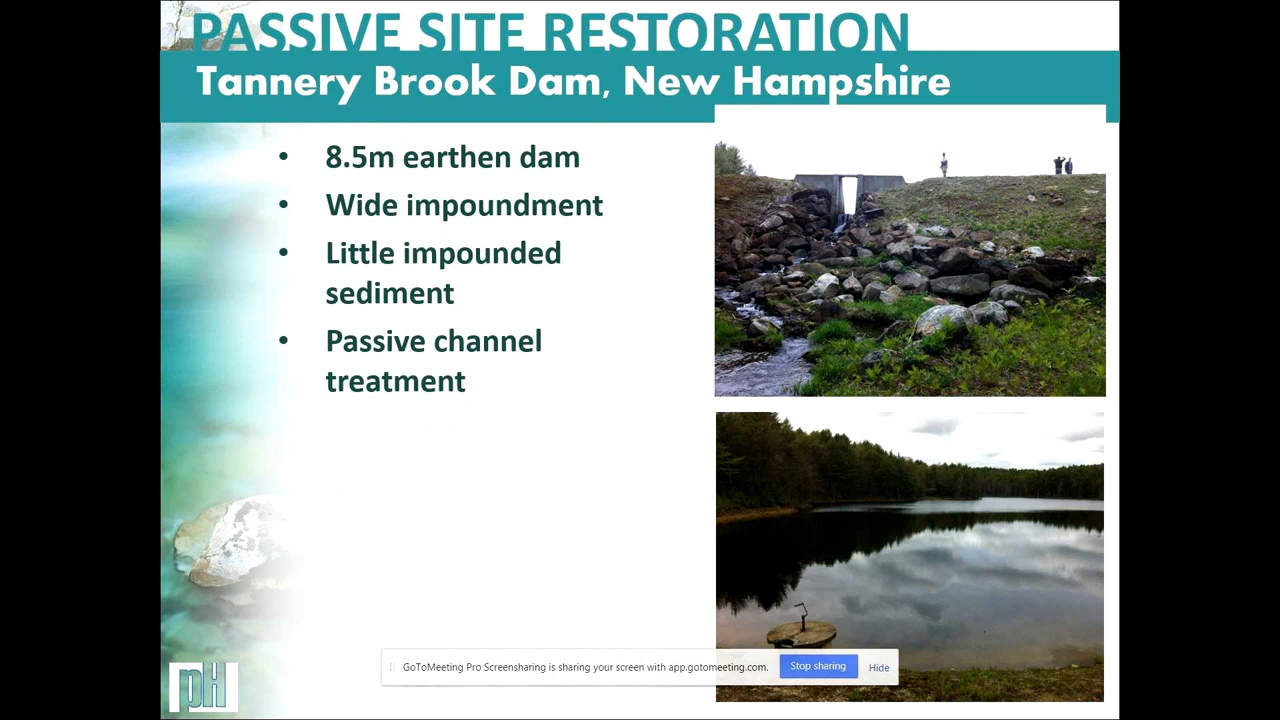 PASSIVE SITE RESTORATION
Tannery Brook Dam, New Hampshire
• 8.5m earthen dam
• Wide impoundment
• Little impounded
sediment
• Passive channel
treatment
GoToMeeting Pro Screensharing is sharing your screen with app.gotomeeting.com.
Stop sharing
Hide
pH